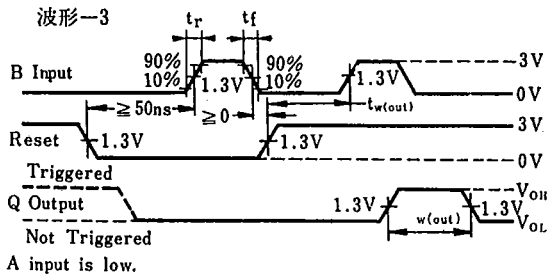 波形－3
tr tf
90% 90% 3V
B Input 10% 1.3V 10% 1.3V
0V
≧50ns ≧0 tw(out)
3V
Reset 1.3V 1.3V
0V
Triggered
VOH
Q Output 1.3V w(out) 1.3V
VOL
Not Triggered
A input is low.